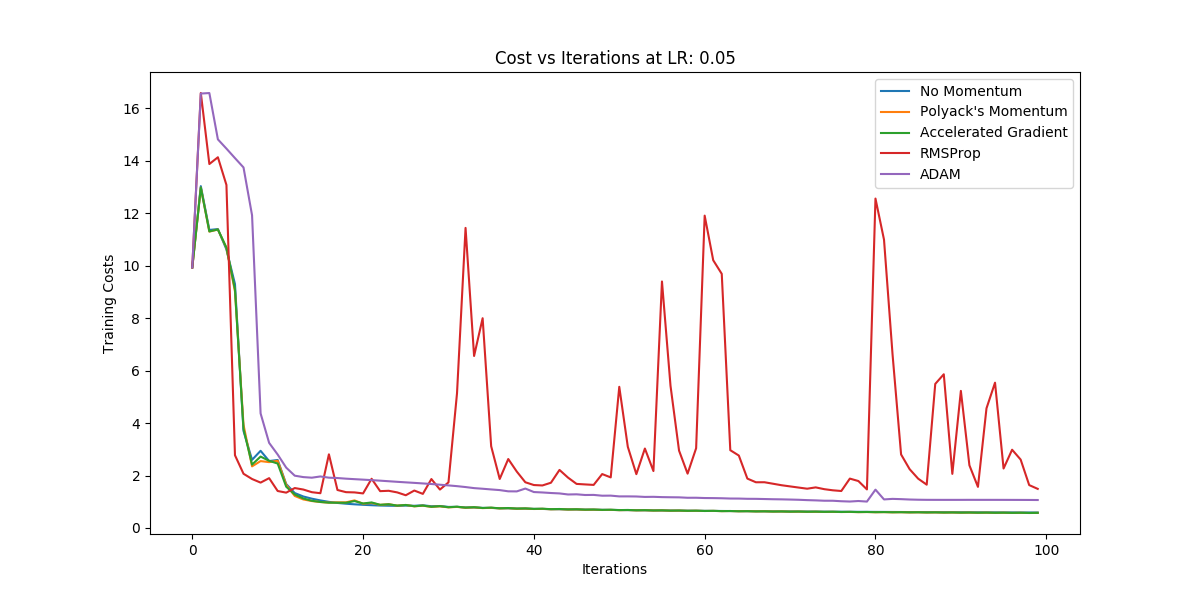 Cost vs Iterations at LR: 0.05
Training Costs
16
14
12
10
8
6
4
2
0
No Momentum
Polyack's Momentum
Accelerated Gradient
RMSProp
ADAM
0 20 40 60 80 100
Iterations